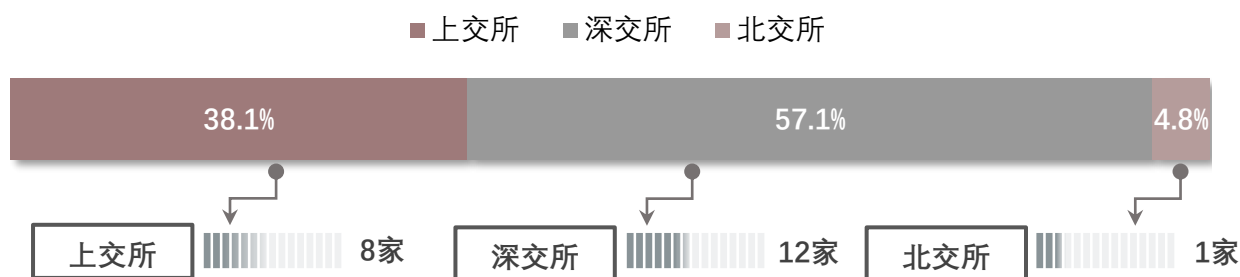 上交所 深交所 北交所
38.1% 57.1% 4.8%
上交所 8家 深交所 12家 北交所 1家